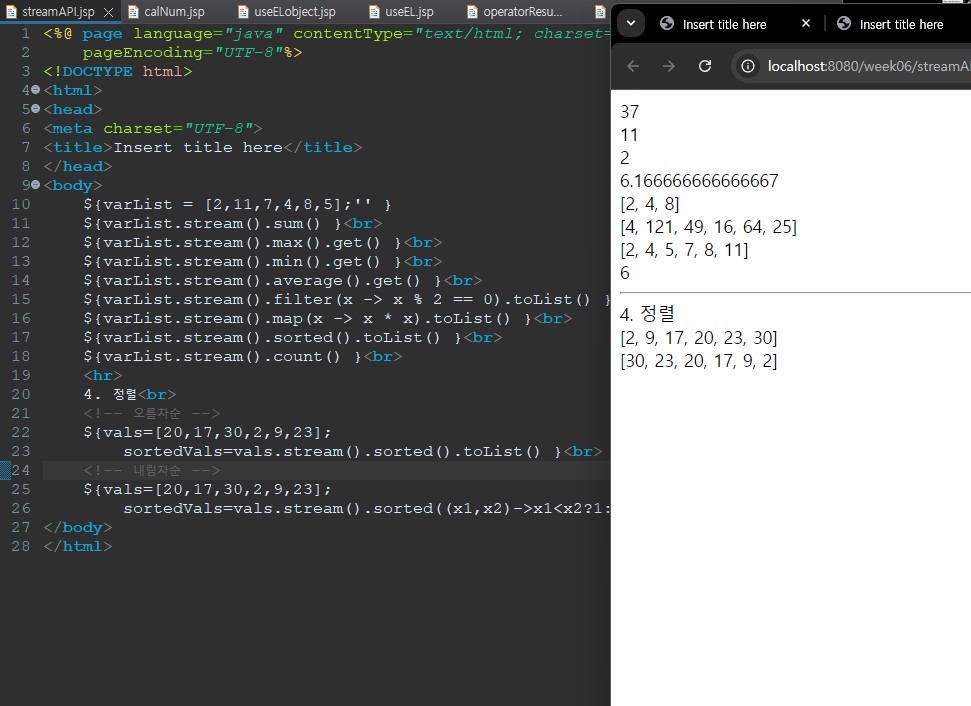 streamAPI.jsp
calNum.jsp
useELobject.jsp
useEL.jsp
operatorResu...
1 <%@ page language="java" contentType="text/html; charset=
2 pageEncoding="UTF-8"%>
3 <!DOCTYPE html>
4 <html>
5 <head>
6 <meta charset="UTF-8">
7 <title>Insert title here</title>
8 </head>
9 <body>
10 ${varList = [2,11,7,4,8,5];'' }
11 ${varList.stream().sum() }<br>
12 ${varList.stream().max().get() }<br>
13 ${varList.stream().min().get() }<br>
14 ${varList.stream().average().get() }<br>
15 ${varList.stream().filter(x -> x % 2 == 0).toList() }
16 ${varList.stream().map(x -> x * x).toList() }<br>
17 ${varList.stream().sorted().toList() }<br>
18 ${varList.stream().count() }<br>
19 <hr>
20 4. 정렬<br>
21 <!-- 오름차순 -->
22 ${vals=[20,17,30,2,9,23];
23 sortedVals=vals.stream().sorted().toList() }<br>
24 <!-- 내림차순 -->
25 ${vals=[20,17,30,2,9,23];
26 sortedVals=vals.stream().sorted((x1,x2)->x1<x2?1:
27 </body>
28 </html>
Insert title here
Insert title here
localhost:8080/week06/streamAP
37
11
2
6.166666666666667
[2, 4, 8]
[4, 121, 49, 16, 64, 25]
[2, 4, 5, 7, 8, 11]
6
4. 정렬
[2, 9, 17, 20, 23, 30]
[30, 23, 20, 17, 9, 2]